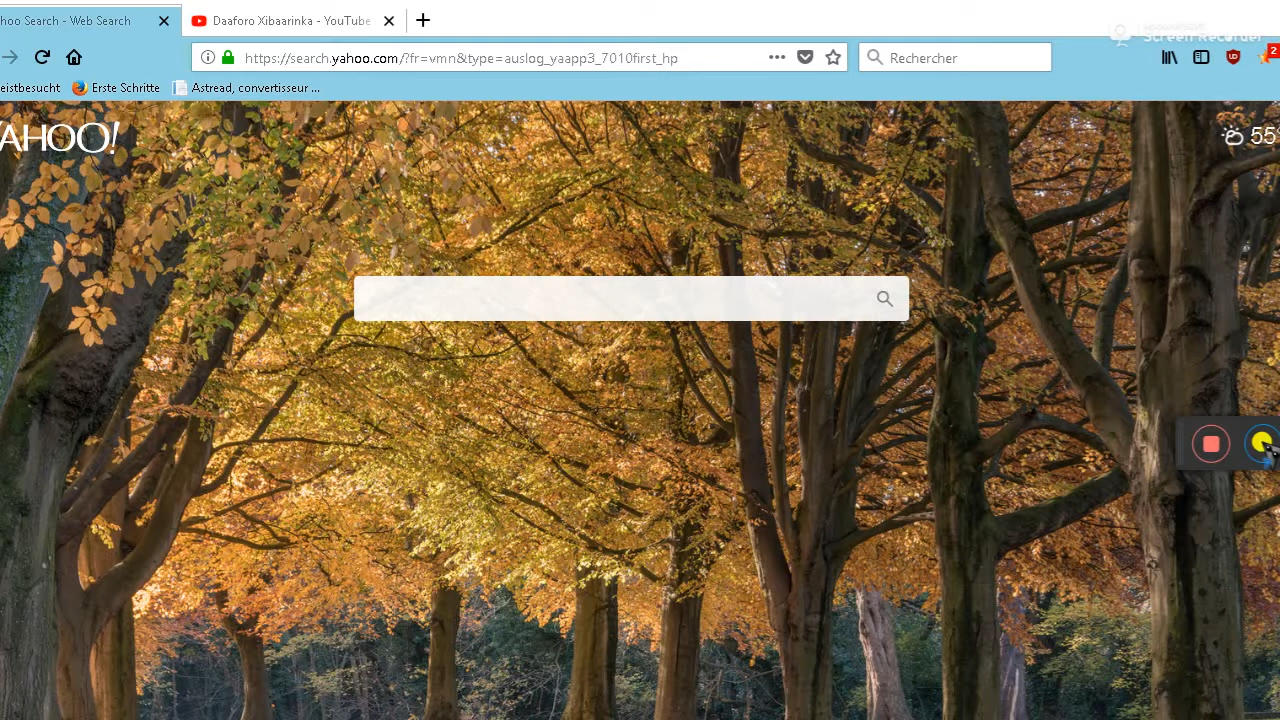 hoo Search - Web Search
Daaforo Xibaarinka - YouTube
Screen Recorder
https://search.yahoo.com/?fr=vmn&type=auslog_yaapp3_7010first_hp
Rechercher
2
eistbesucht
Erste Schritte
Astread, convertisseur ...
YAHOO!
55